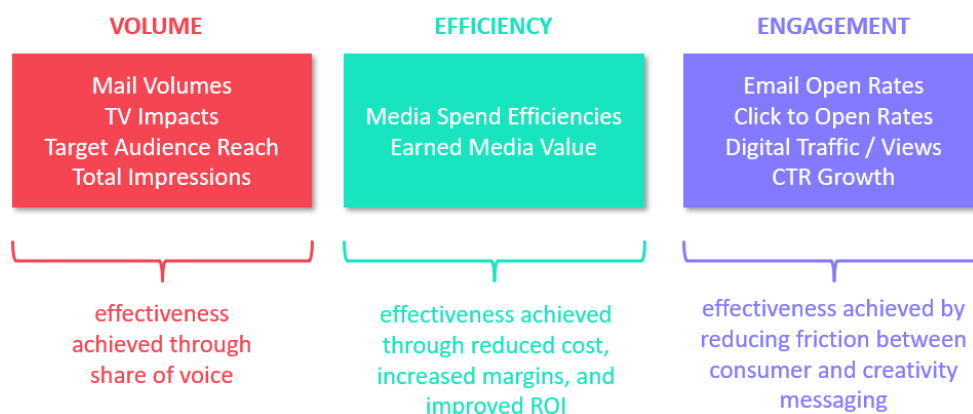 VOLUME
Mail Volumes
TV Impacts
Target Audience Reach
Total Impressions
effectiveness
achieved through
share of voice
EFFICIENCY
Media Spend Efficiencies
Earned Media Value
effectiveness achieved
through reduced cost,
increased margins, and
improved ROI
ENGAGEMENT
Email Open Rates
Click to Open Rates
Digital Traffic / Views
CTR Growth
effectiveness achieved by
reducing friction between
consumer and creativity
messaging